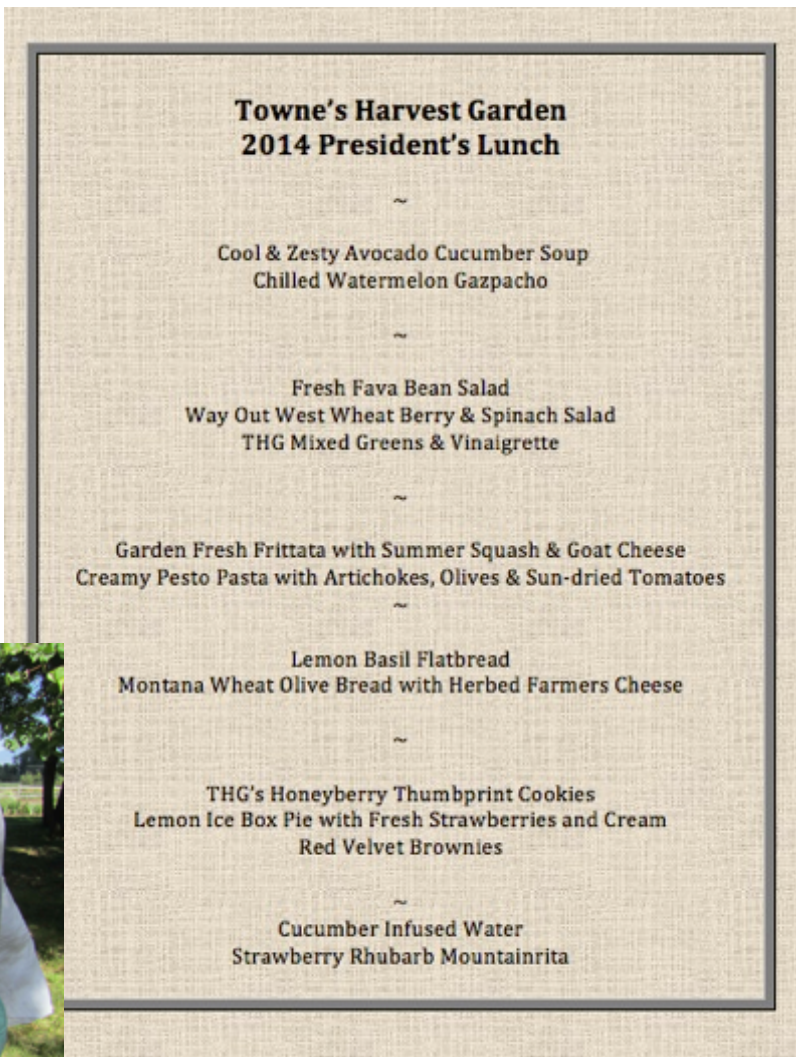 Towne's Harvest Garden
2014 President's Lunch
~
Cool & Zesty Avocado Cucumber Soup
Chilled Watermelon Gazpacho
~
Fresh Fava Bean Salad
Way Out West Wheat Berry & Spinach Salad
THG Mixed Greens & Vinaigrette
~
Garden Fresh Frittata with Summer Squash & Goat Cheese
Creamy Pesto Pasta with Artichokes, Olives & Sun-dried Tomatoes
~
Lemon Basil Flatbread
Montana Wheat Olive Bread with Herbed Farmers Cheese
~
THG's Honeyberry Thumbprint Cookies
Lemon Ice Box Pie with Fresh Strawberries and Cream
Red Velvet Brownies
~
Cucumber Infused Water
Strawberry Rhubarb Mountainrita